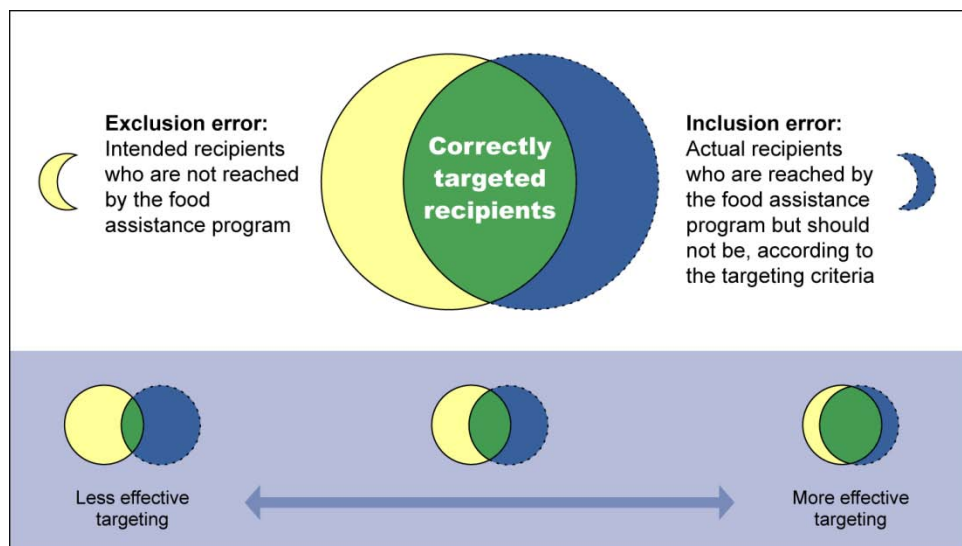 Exclusion error:
Intended recipients
who are not reached
by the food
assistance program
Correctly
targeted
recipients
Inclusion error:
Actual recipients
who are reached by
the food assistance
program but should
not be, according to
the targeting criteria
Less effective
targeting
More effective
targeting